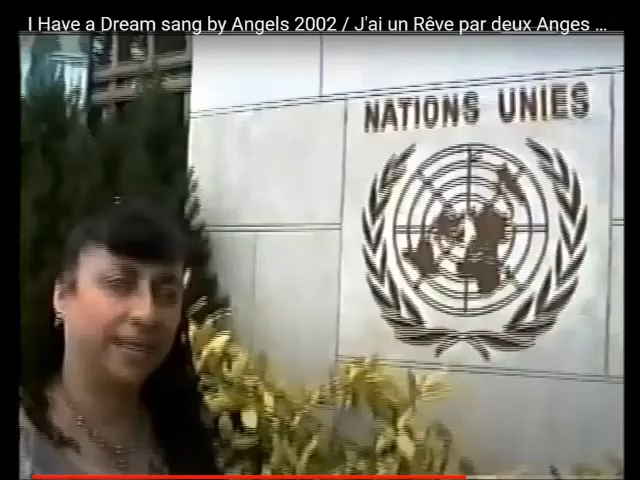 I Have a Dream sang by Angels 2002 / J'ai un Rêve par deux Anges ...
NATIONS UNIES